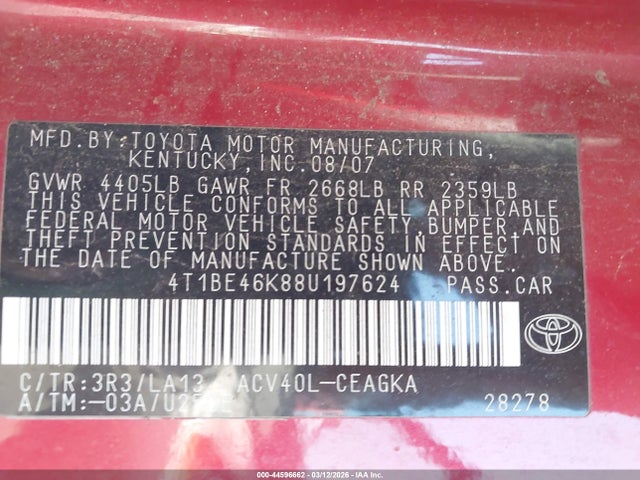 MFD.BY:TOYOTA MOTOR MANUFACTURING,
KENTUCKY,INC.08/07
GVWR 4405LB GAWR FR 2668LB RR 2359LB
THIS VEHICLE CONFORMS TO ALL APPLICABLE
FEDERAL MOTOR VEHICLE SAFETY,BUMPER,AND
THEFT PREVENTION STANDARDS IN EFFECT ON
THE DATE OF MANUFACTURE SHOWN ABOVE.
4T1BE46K88U197624 PASS.CAR
C/TR:3R3/LA13 ACV40L-CEAGKA
A/TM:-03A/ 28278
000-44596662 - 03/12/2026 - IAA Inc.